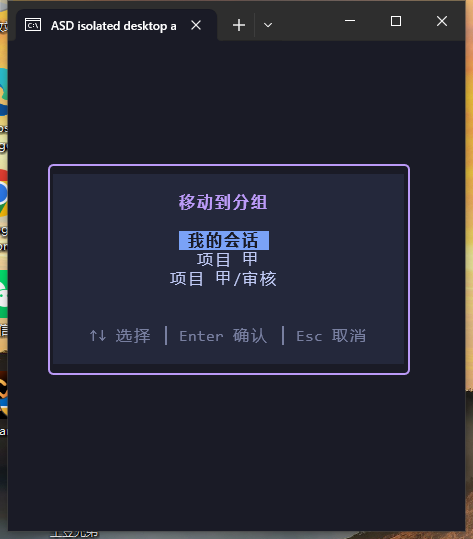 ASD isolated desktop a
移动到分组
我的会话
项目 甲
项目 甲/审核
↑↓ 选择 │ Enter 确认 │ Esc 取消